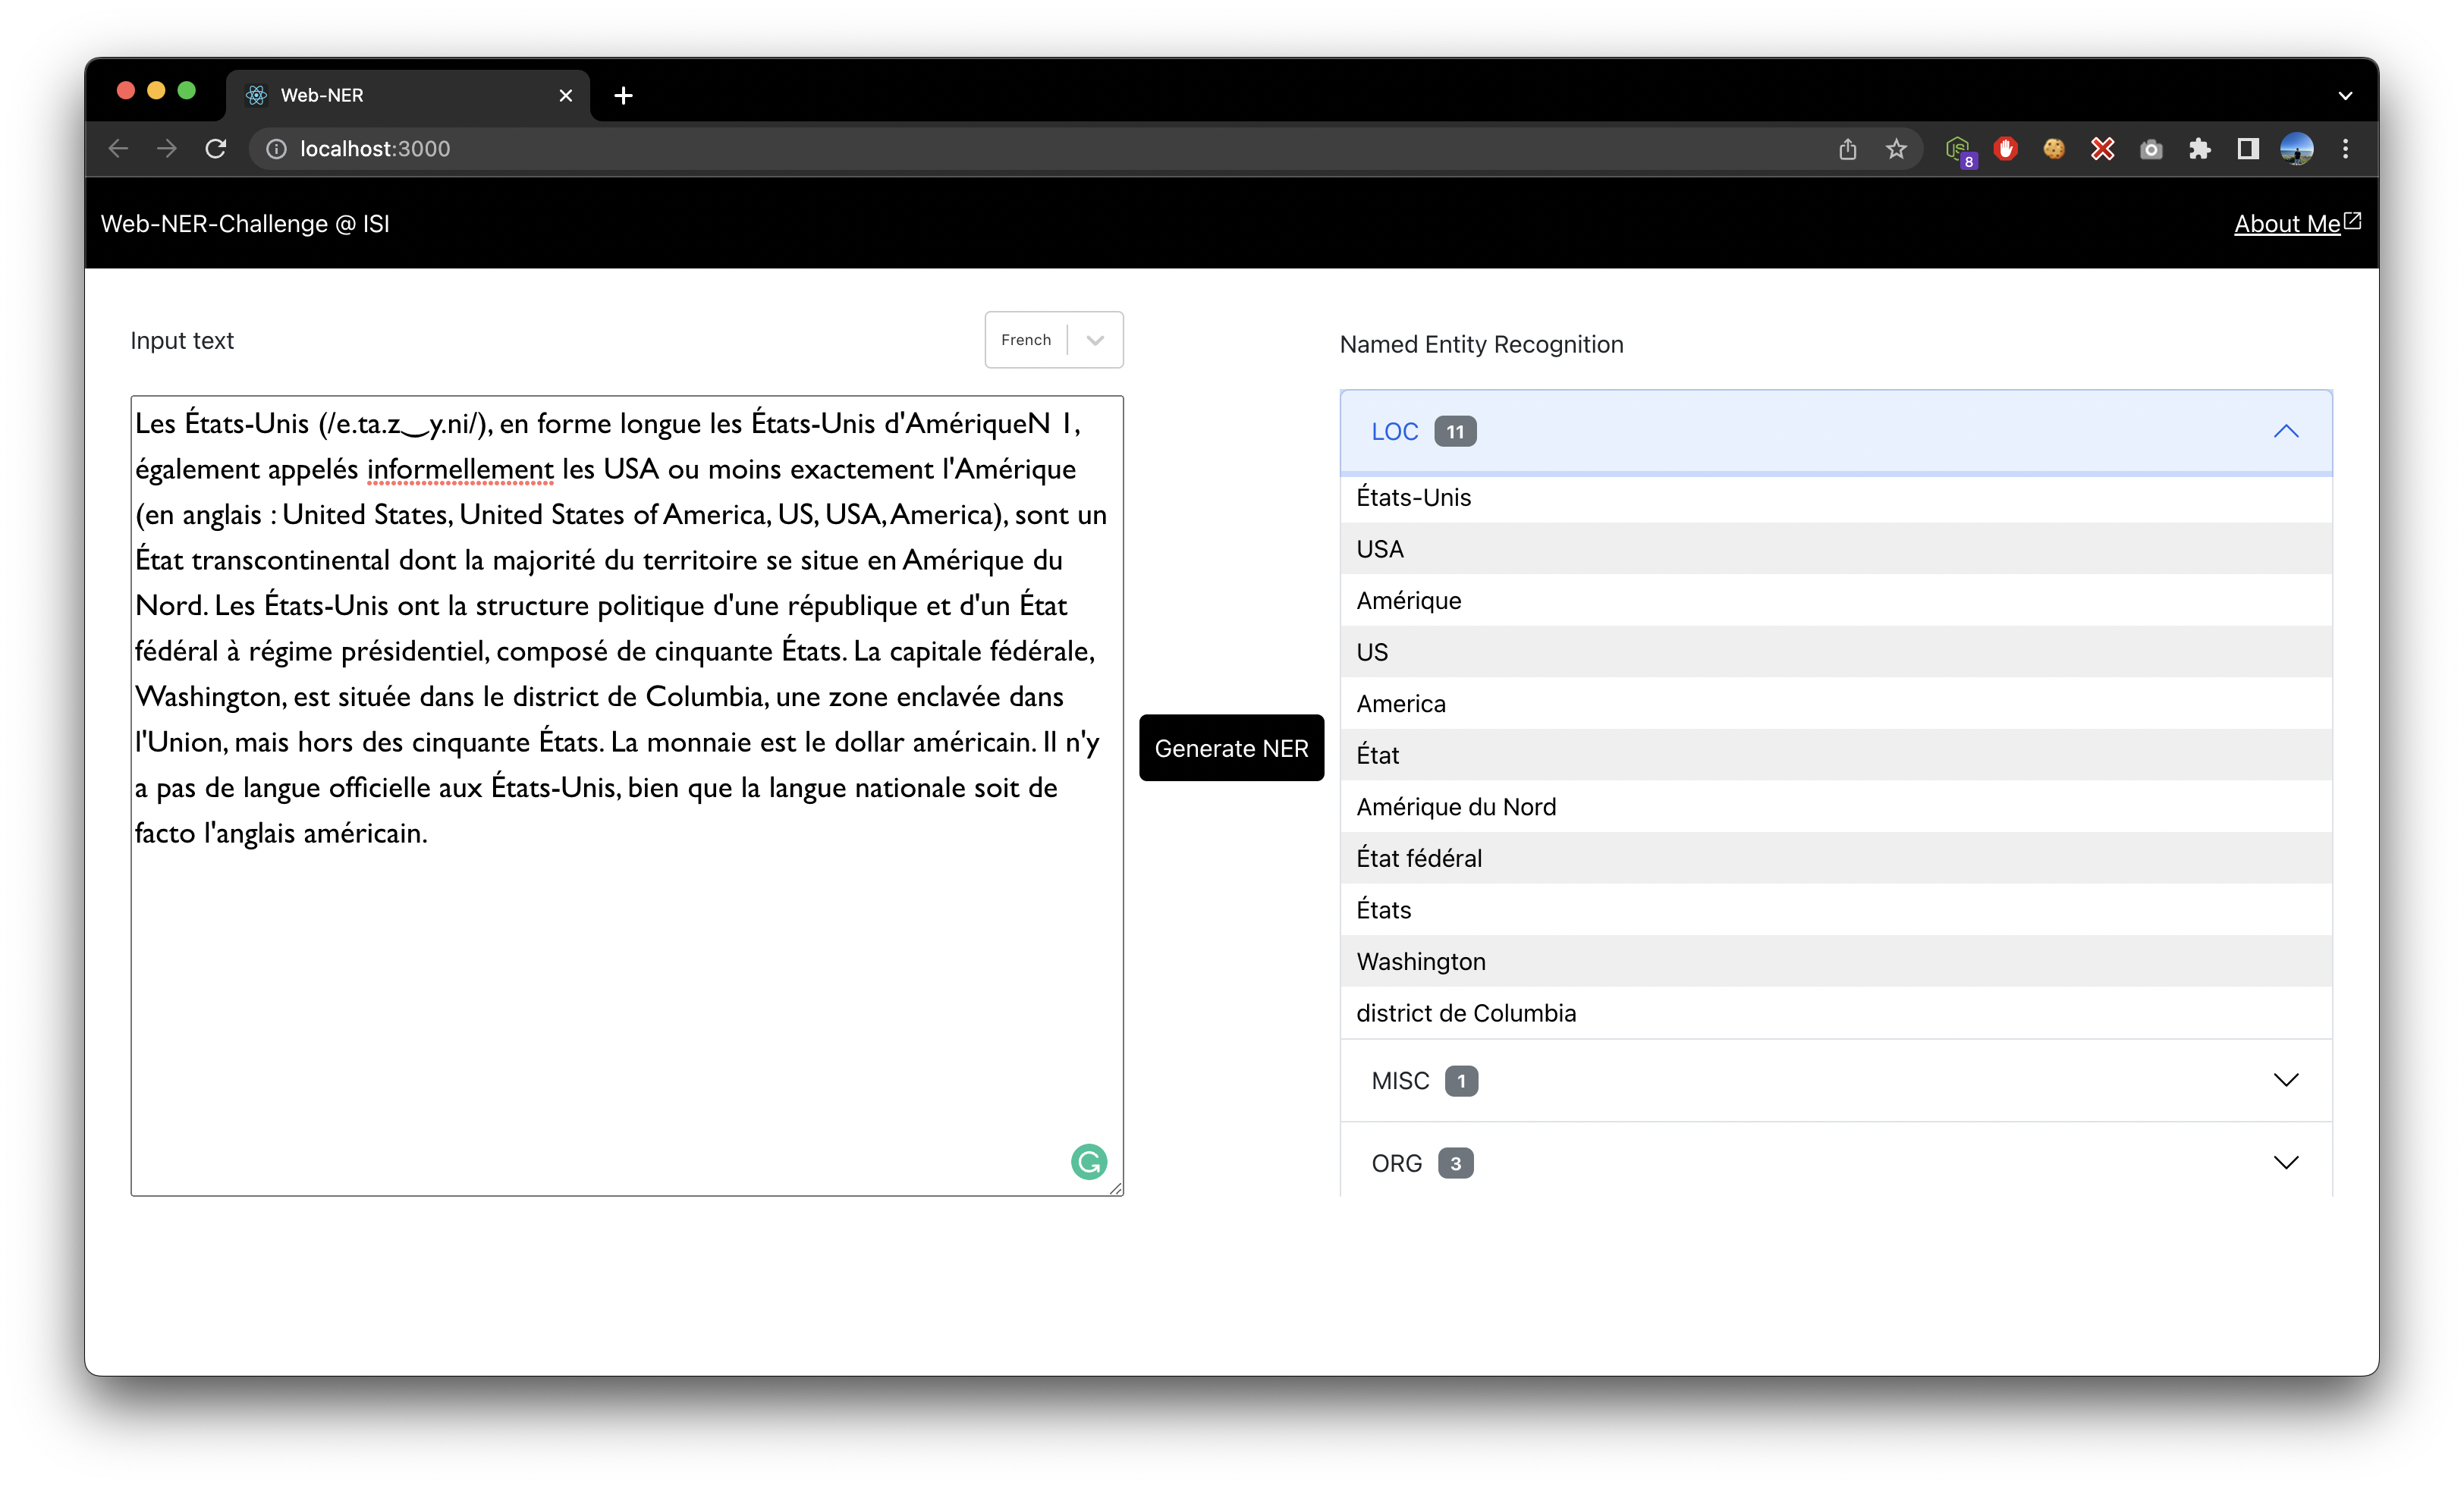 Web-NER
localhost:3000
8
Web-NER-Challenge @ ISI
About Me
Input text
French
Les États-Unis (/e.ta.z‿y.ni/), en forme longue les États-Unis d'AmériqueN 1,
également appelés informellement les USA ou moins exactement l'Amérique
(en anglais : United States, United States of America, US, USA, America), sont un
État transcontinental dont la majorité du territoire se situe en Amérique du
Nord. Les États-Unis ont la structure politique d'une république et d'un État
fédéral à régime présidentiel, composé de cinquante États. La capitale fédérale,
Washington, est située dans le district de Columbia, une zone enclavée dans
l'Union, mais hors des cinquante États. La monnaie est le dollar américain. Il n'y
a pas de langue officielle aux États-Unis, bien que la langue nationale soit de
facto l'anglais américain.
Generate NER
Named Entity Recognition
LOC 11
États-Unis
USA
Amérique
US
America
État
Amérique du Nord
État fédéral
États
Washington
district de Columbia
MISC 1
ORG 3